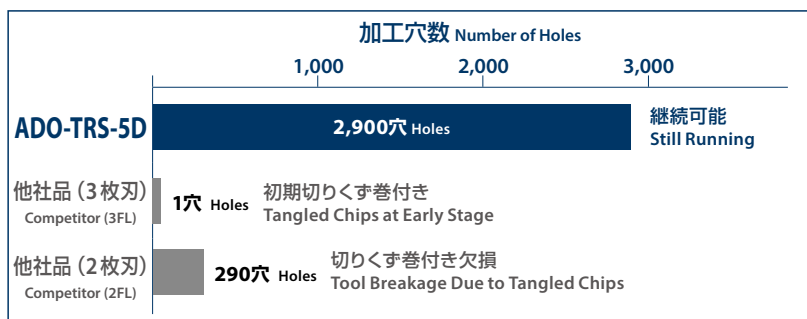 加工穴数 Number of Holes
1,000 2,000 3,000
ADO-TRS-5D
2,900穴 Holes
継続可能
Still Running
他社品（3枚刃）
Competitor (3FL)
1穴 Holes
初期切りくず巻付き
Tangled Chips at Early Stage
他社品（2枚刃）
Competitor (2FL)
290穴 Holes
切りくず巻付き欠損
Tool Breakage Due to Tangled Chips